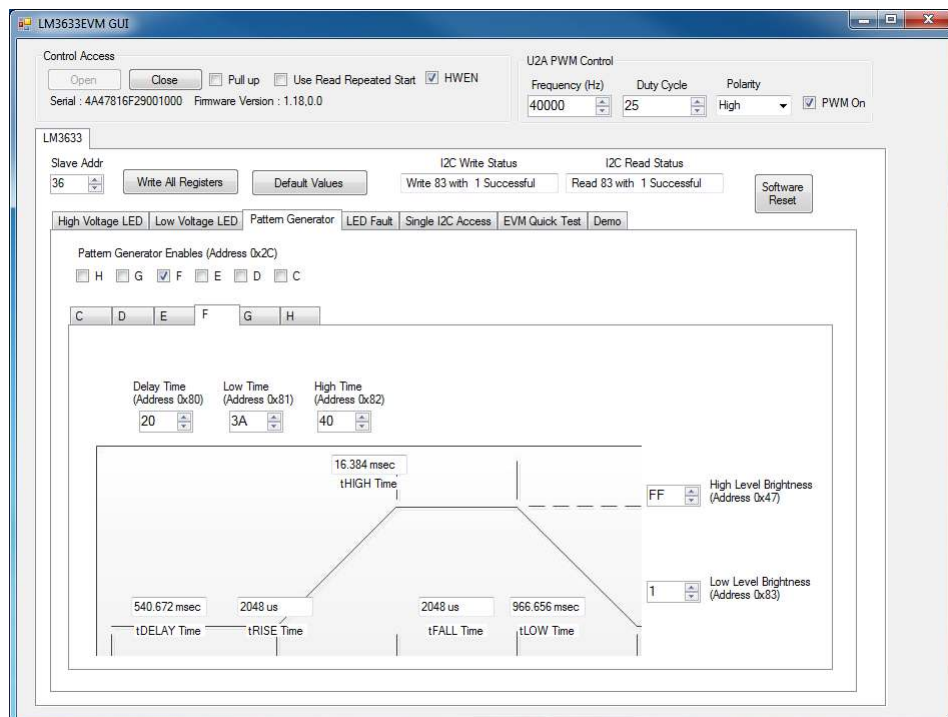 LM3633EVM GUI
Control Access
Open Close Pull up Use Read Repeated Start HWEN
Serial : 4A47816F29001000 Firmware Version : 1.18,0.0
U2A PWM Control
Frequency (Hz) Duty Cycle Polarity
40000 25 High PWM On
LM3633
Slave Addr I2C Write Status I2C Read Status
36 Write All Registers Default Values Write 83 with 1 Successful Read 83 with 1 Successful Software Reset
High Voltage LED Low Voltage LED Pattern Generator LED Fault Single I2C Access EVM Quick Test Demo
Pattern Generator Enables (Address 0x2C)
H G F E D C
C D E F G H
Delay Time Low Time High Time
(Address 0x80) (Address 0x81) (Address 0x82)
20 3A 40
16.384 msec
tHIGH Time
FF High Level Brightness
(Address 0x47)
1 Low Level Brightness
(Address 0x83)
540.672 msec 2048 us 2048 us 966.656 msec
tDELAY Time tRISE Time tFALL Time tLOW Time